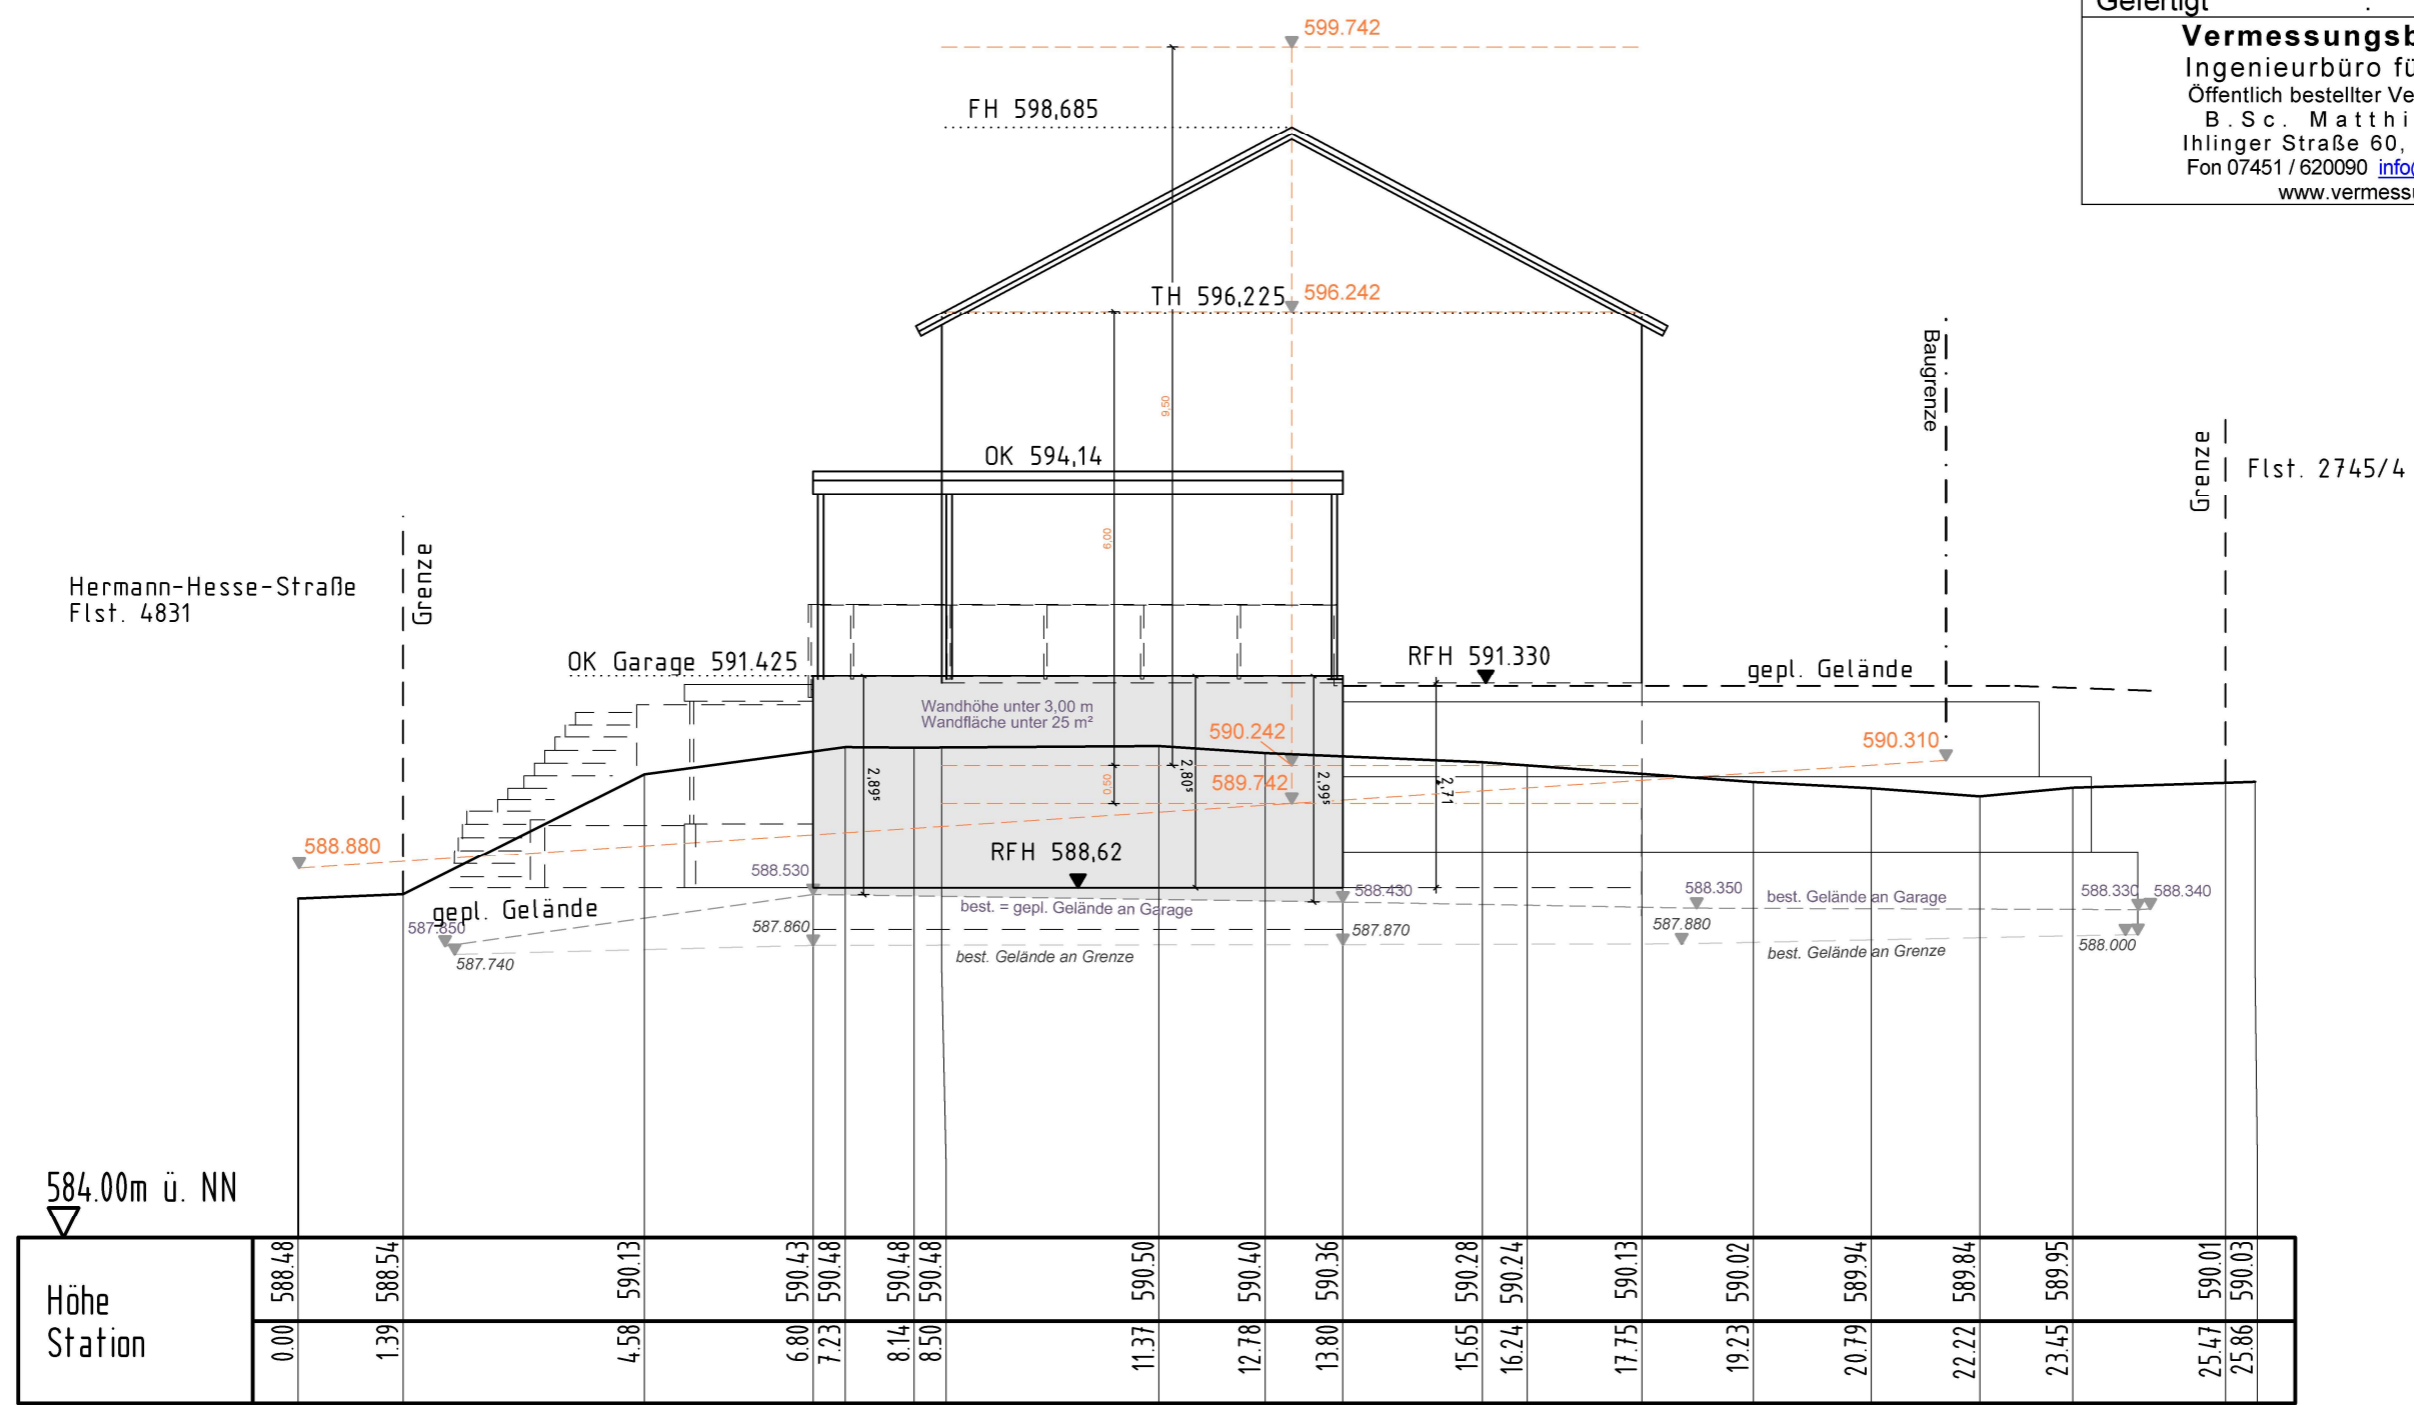 Gefertigt .
Vermessungsb
Ingenieurbüro fü
Öffentlich bestellter Ve
B.Sc. Matthi
Ihlinger Straße 60,
Fon 07451 / 620090 info@
www.vermessu
599.742
FH 598,685
TH 596,225
596.242
9,50
Baugrenze
OK 594,14
Grenze
Flst. 2745/4
6,00
Hermann-Hesse-Straße
Flst. 4831
Grenze
OK Garage 591.425
RFH 591.330
gepl. Gelände
Wandhöhe unter 3,00 m
Wandfläche unter 25 m²
590.242
590.310
2,89⁵
0,50
2,80⁵
589.742
2,99⁵
2,71
588.880
RFH 588,62
588.530
588.430
588.350
best. Gelände an Garage
588.330
588.340
gepl. Gelände
best. = gepl. Gelände an Garage
587.850
587.860
587.870
587.880
588.000
587.740
best. Gelände an Grenze
best. Gelände an Grenze
584.00m ü. NN
Höhe
588.48 588.54 590.13 590.43 590.48 590.48 590.48 590.50 590.40 590.36 590.28 590.24 590.13 590.02 589.94 589.84 589.95 590.01 590.03
Station
0.00 1.39 4.58 6.80 7.23 8.14 8.50 11.37 12.78 13.80 15.65 16.24 17.75 19.23 20.79 22.22 23.45 25.47 25.86